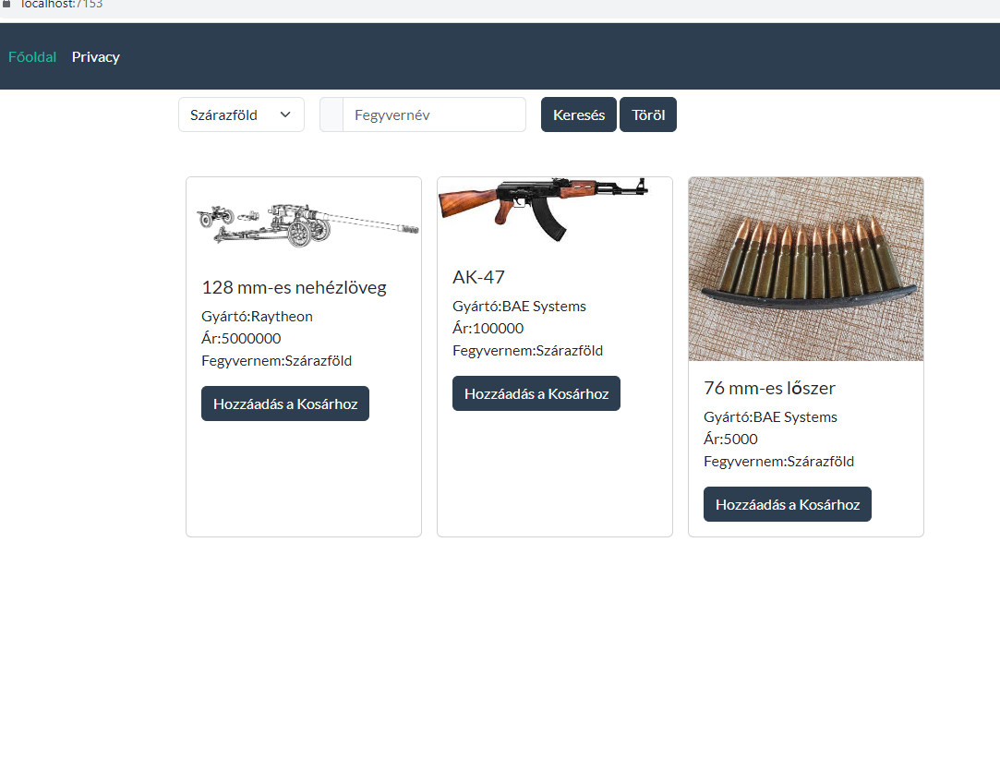 localhost:7153
Főoldal Privacy
Szárazföld Fegyvernév Keresés Töröl
128 mm-es nehézlöveg
Gyártó:Raytheon
Ár:5000000
Fegyvernem:Szárazföld
Hozzáadás a Kosárhoz
AK-47
Gyártó:BAE Systems
Ár:100000
Fegyvernem:Szárazföld
Hozzáadás a Kosárhoz
76 mm-es lőszer
Gyártó:BAE Systems
Ár:5000
Fegyvernem:Szárazföld
Hozzáadás a Kosárhoz